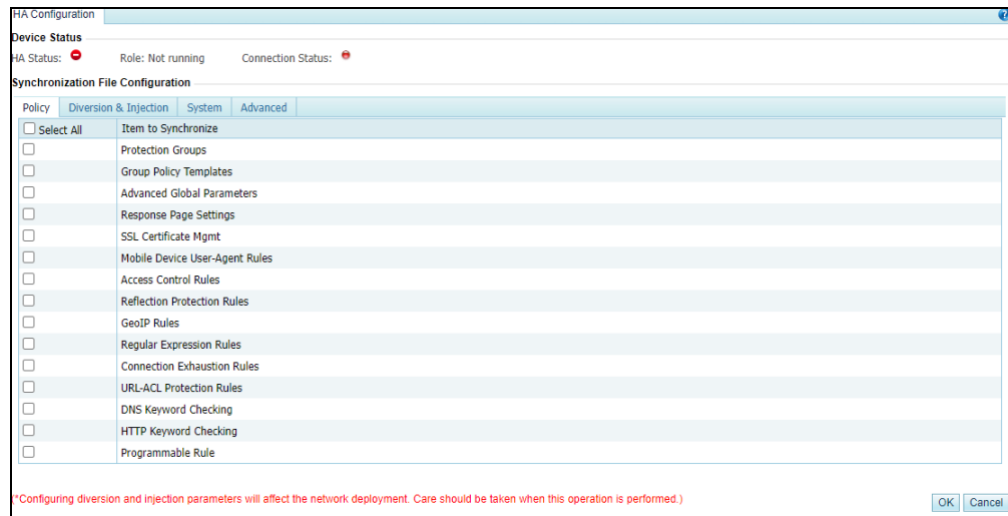 HA Configuration
Device Status
HA Status: Role: Not running Connection Status:
Synchronization File Configuration
Policy Diversion & Injection System Advanced
Select All Item to Synchronize
Protection Groups
Group Policy Templates
Advanced Global Parameters
Response Page Settings
SSL Certificate Mgmt
Mobile Device User-Agent Rules
Access Control Rules
Reflection Protection Rules
GeoIP Rules
Regular Expression Rules
Connection Exhaustion Rules
URL-ACL Protection Rules
DNS Keyword Checking
HTTP Keyword Checking
Programmable Rule
(*Configuring diversion and injection parameters will affect the network deployment. Care should be taken when this operation is performed.)
OK Cancel